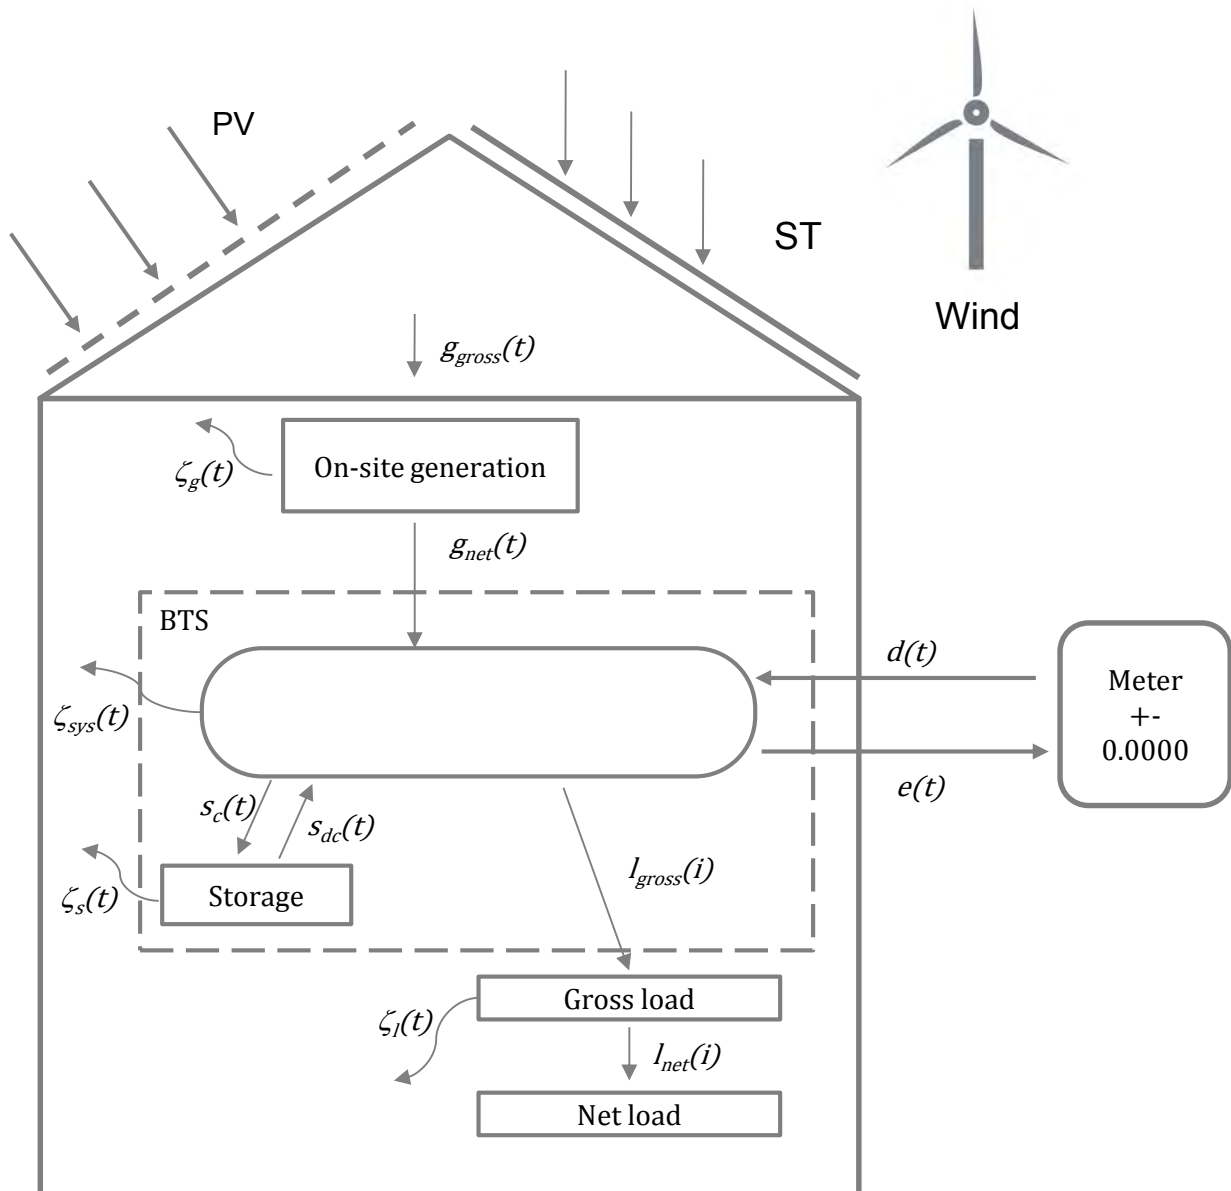 PV
ST
Wind
g_gross(t)
ζ_g(t)
On-site generation
g_net(t)
BTS
d(t)
Meter
+-
0.0000
ζ_sys(t)
e(t)
s_c(t)
s_dc(t)
l_gross(i)
ζ_s(t)
Storage
Gross load
ζ_l(t)
l_net(i)
Net load